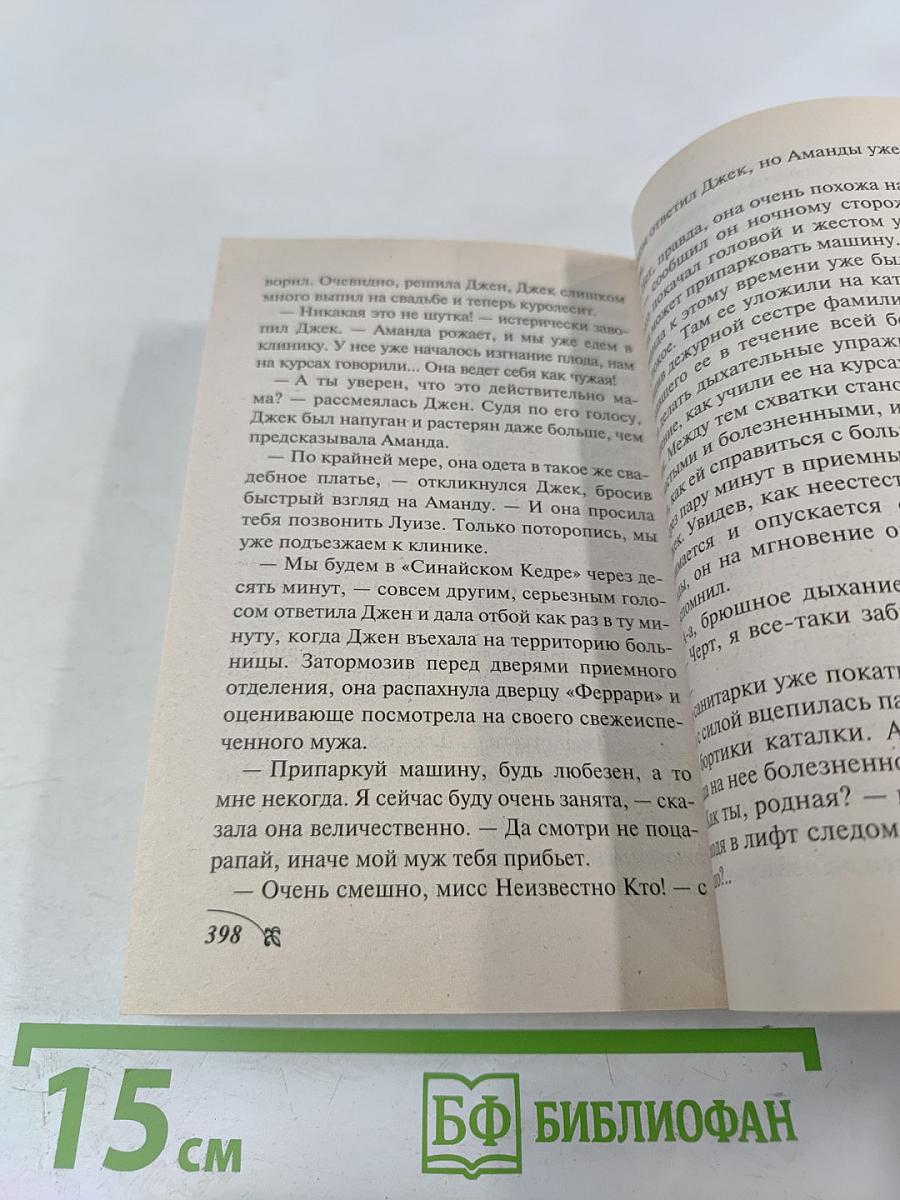 ворил. Очевидно, решила Джен, Джек слишком
много выпил на свадьбе и теперь куролесит.
— Никакая это не шутка! — истерически заво-
пил Джек. — Аманда рожает, и мы уже едем в
клинику. У нее уже началось изгнание плода, нам
на курсах говорили... Она ведет себя как чужая!
— А ты уверен, что это действительно ма-
ма? — рассмеялась Джен. Судя по его голосу,
Джек был напуган и растерян даже больше, чем
предсказывала Аманда.
— По крайней мере, она одета в такое же сва-
дебное платье, — откликнулся Джек, бросив
быстрый взгляд на Аманду. — И она просила
тебя позвонить Луизе. Только поторопись, мы
уже подъезжаем к клинике.
— Мы будем в «Синайском Кедре» через де-
сять минут, — совсем другим, серьезным голо-
сом ответила Джен и дала отбой как раз в ту ми-
нуту, когда Джен въехала на территорию боль-
ницы. Затормозив перед дверями приемного
отделения, она распахнула дверцу «Феррари» и
оценивающе посмотрела на своего свежеиспе-
ченного мужа.
— Припаркуй машину, будь любезен, а то
мне некогда. Я сейчас буду очень занята, — ска-
зала она величественно. — Да смотри не поца-
рапай, иначе мой муж тебя прибьет.
— Очень смешно, мисс Неизвестно Кто! — с
398
ответил Джек, но Аманды уже
правда, она очень похожа на
сообщил он ночному сторож
покачал головой и жестом у
может припарковать машину.
к этому времени уже был
Там ее уложили на кат
дежурной сестре фамили
ее в течение всей бе
делать дыхательные упраж
как учили ее на курсах
Между тем схватки стано
и болезненными, и
как ей справиться с боль
пару минут в приемны
Увидев, как неестест
и опускается
он на мгновение о
брюшное дыхание
Черт, я все-таки заб
санитарки уже покати
с силой вцепилась па
бортики каталки. А
на нее болезненно
Как ты, родная? —
в лифт следом
15 см
БФ БИБЛИОФАН